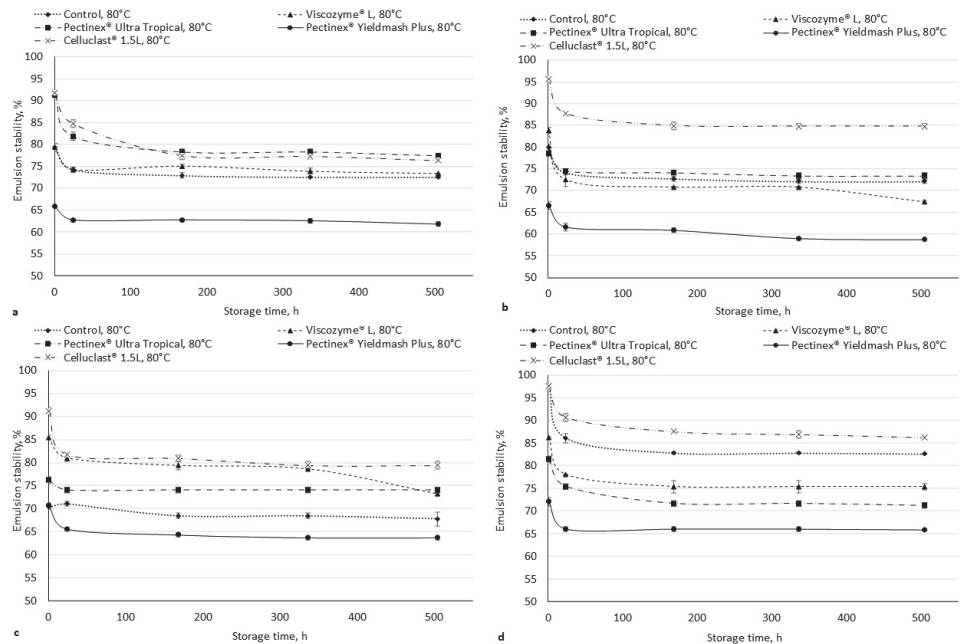 Control, 80°C
Viscozyme® L, 80°C
Pectinex® Ultra Tropical, 80°C
Pectinex® Yieldmash Plus, 80°C
Celluclast® 1.5L, 80°C
Emulsion stability, %
100
95
90
85
80
75
70
65
60
55
50
0
100
200
300
400
500
Storage time, h
a
Control, 80°C
Viscozyme® L, 80°C
Pectinex® Ultra Tropical, 80°C
Pectinex® Yieldmash Plus, 80°C
Celluclast® 1.5L, 80°C
Emulsion stability, %
100
95
90
85
80
75
70
65
60
55
50
0
100
200
300
400
500
Storage time, h
b
Control, 80°C
Viscozyme® L, 80°C
Pectinex® Ultra Tropical, 80°C
Pectinex® Yieldmash Plus, 80°C
Celluclast® 1.5L, 80°C
Emulsion stability, %
100
95
90
85
80
75
70
65
60
55
50
0
100
200
300
400
500
Storage time, h
c
Control, 80°C
Viscozyme® L, 80°C
Pectinex® Ultra Tropical, 80°C
Pectinex® Yieldmash Plus, 80°C
Celluclast® 1.5L, 80°C
Emulsion stability, %
100
95
90
85
80
75
70
65
60
55
50
0
100
200
300
400
500
Storage time, h
d